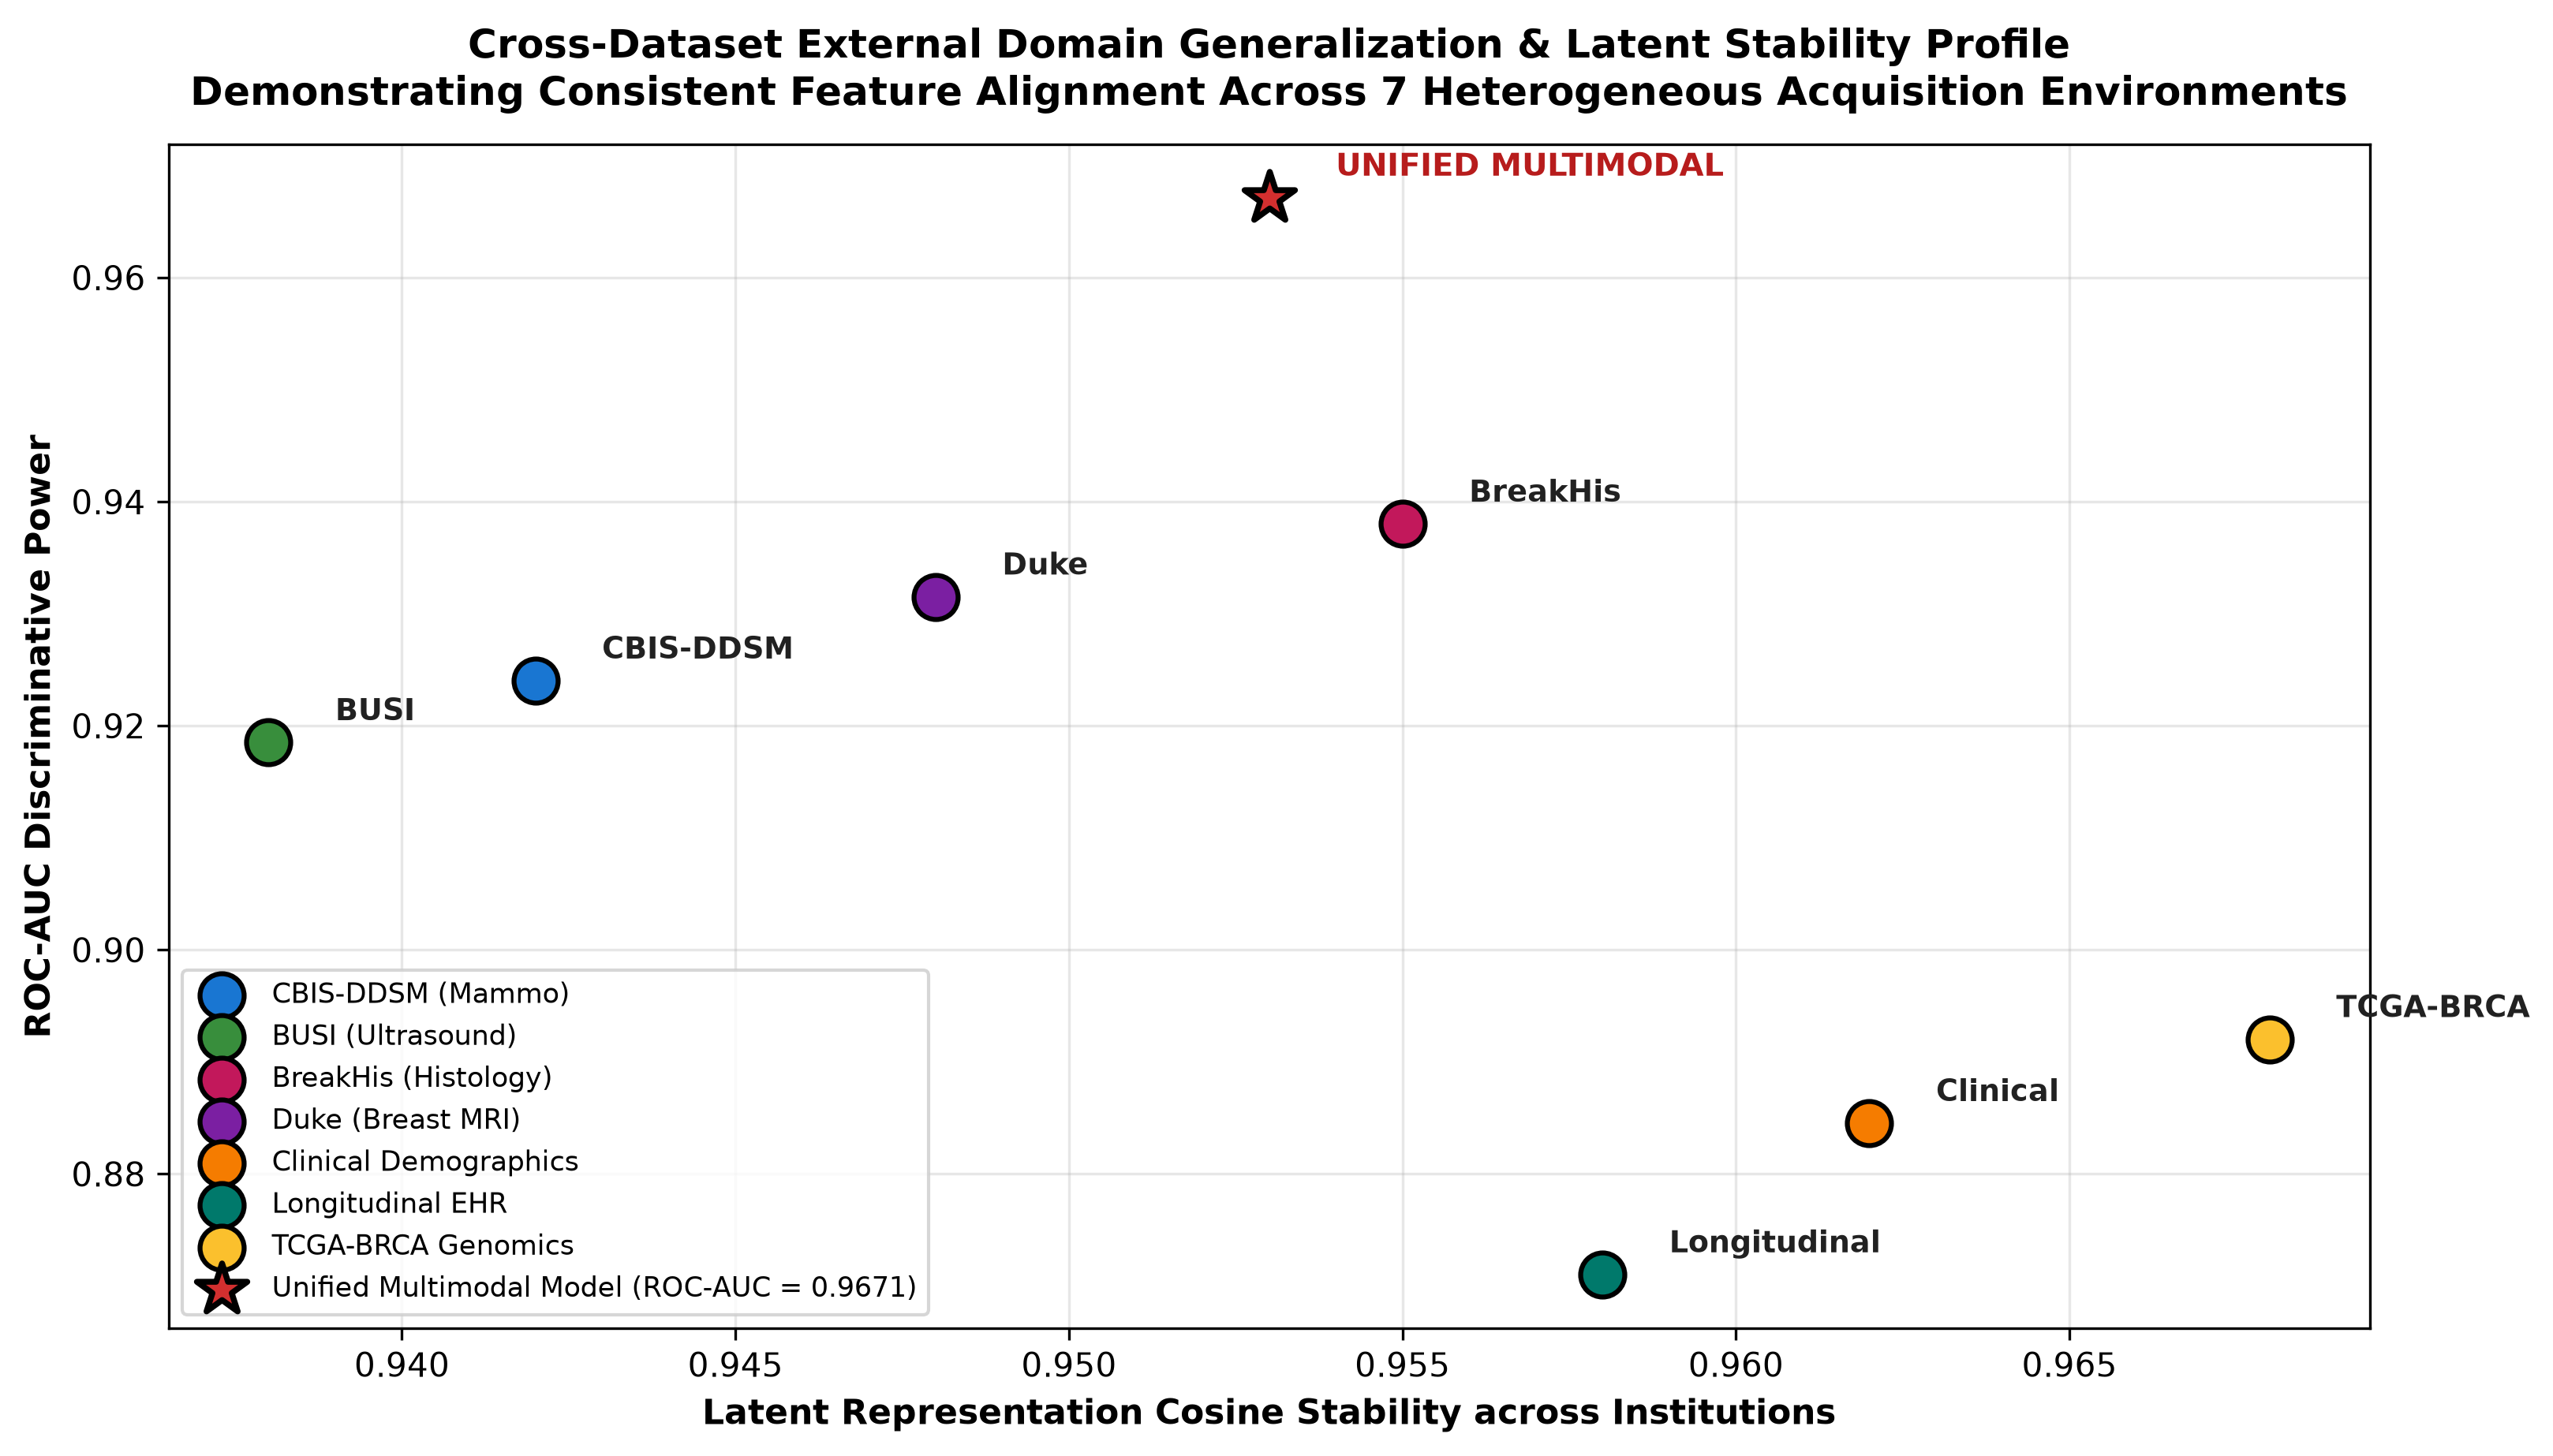 Cross-Dataset External Domain Generalization & Latent Stability Profile
Demonstrating Consistent Feature Alignment Across 7 Heterogeneous Acquisition Environments
ROC-AUC Discriminative Power
0.96
0.94
0.92
0.90
0.88
UNIFIED MULTIMODAL
BreakHis
Duke
CBIS-DDSM
BUSI
TCGA-BRCA
Clinical
Longitudinal
CBIS-DDSM (Mammo)
BUSI (Ultrasound)
BreakHis (Histology)
Duke (Breast MRI)
Clinical Demographics
Longitudinal EHR
TCGA-BRCA Genomics
Unified Multimodal Model (ROC-AUC = 0.9671)
0.940
0.945
0.950
0.955
0.960
0.965
Latent Representation Cosine Stability across Institutions